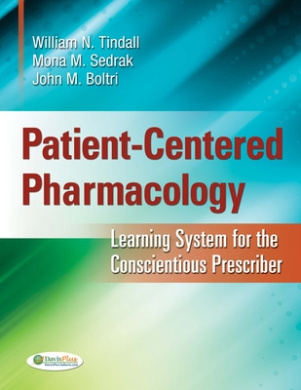 William N. Tindall
Mona M. Sedrak
John M. Boltri
Patient-Centered
Pharmacology
Learning System for the
Conscientious Prescriber
DavisPlus